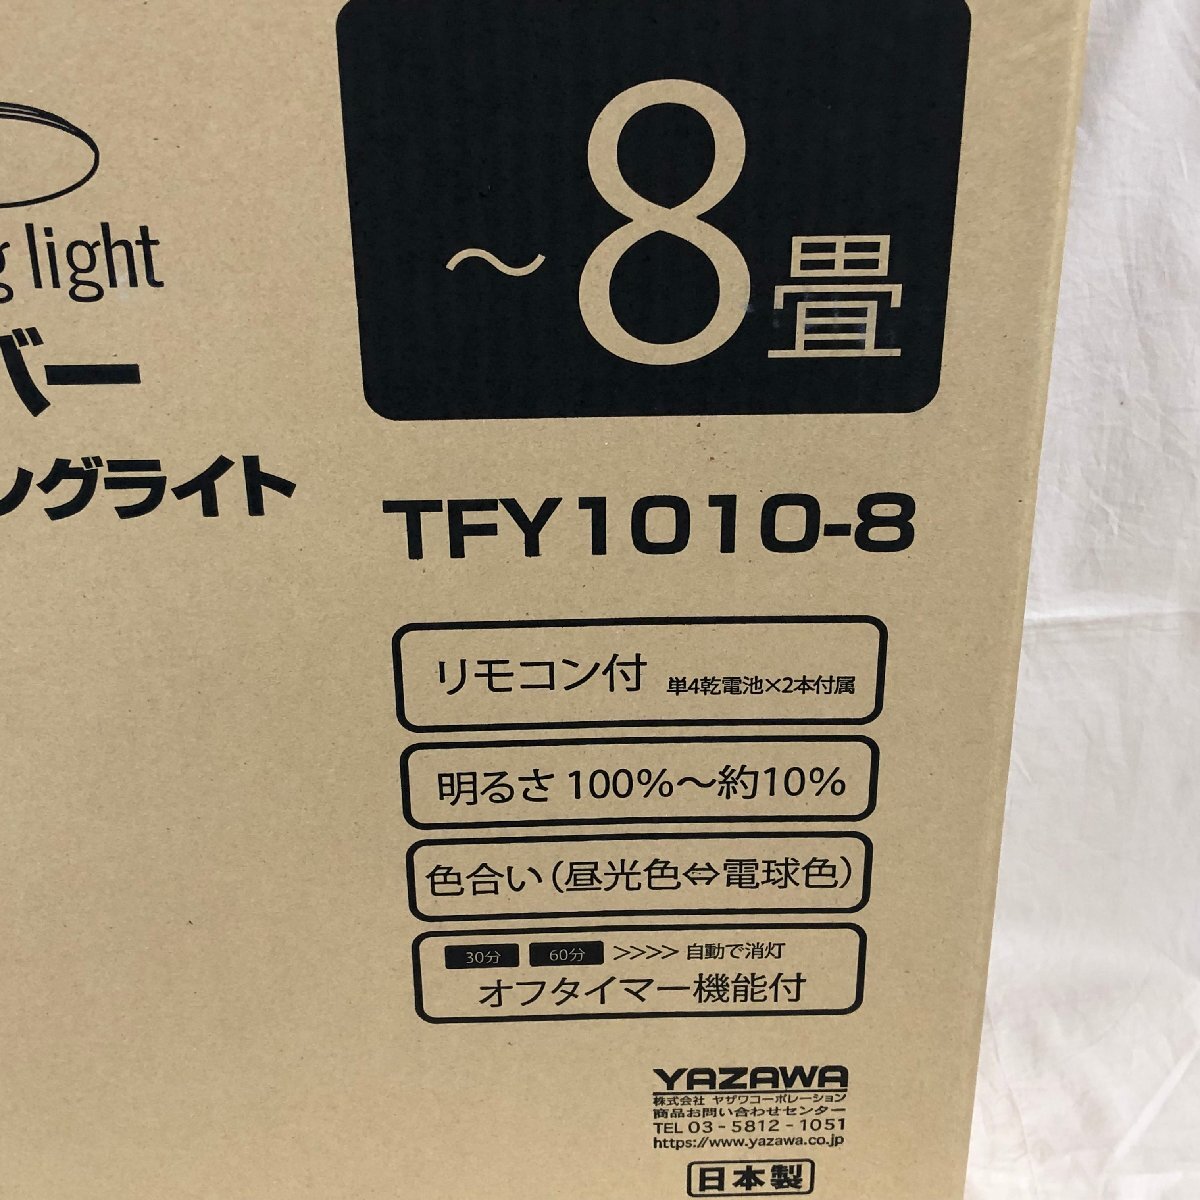 ~8畳
g light
バー
ングライト
TFY1010-8
リモコン付 単4乾電池×2本付属
明るさ 100%～約10%
色合い(昼光色⇔電球色)
30分 60分 >>>> 自動で消灯
オフタイマー機能付
YAZAWA
株式会社 ヤザワコーポレーション
商品お問い合わせセンター
TEL 03-5812-1051
https://www.yazawa.co.jp
日本製